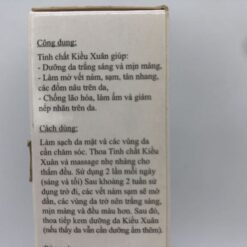 Công dụng:
Tinh chất Kiều Xuân giúp:
- Dưỡng da trắng sáng và mịn màng,
- Làm mờ vết nám, sạm, tàn nhang,
các đốm nâu trên da,
- Chống lão hóa, làm ẩm và giảm
nếp nhăn trên da.
Cách dùng:
Làm sạch da mặt và các vùng da
cần chăm sóc. Thoa Tinh chất Kiều
Xuân và massage nhẹ nhàng cho
thấm đều. Sử dụng 2 lần mỗi ngày
(sáng và tối) Sau khoảng 2 tuần sử
dụng trở đi, các vết nám sạm sẽ mờ
dần, các vùng da trở nên trắng sáng,
mịn màng và đều màu hơn. Sau đó,
thoa tiếp kem dưỡng da Kiều Xuân
(nếu thấy da vẫn cần dưỡng ẩm thêm).